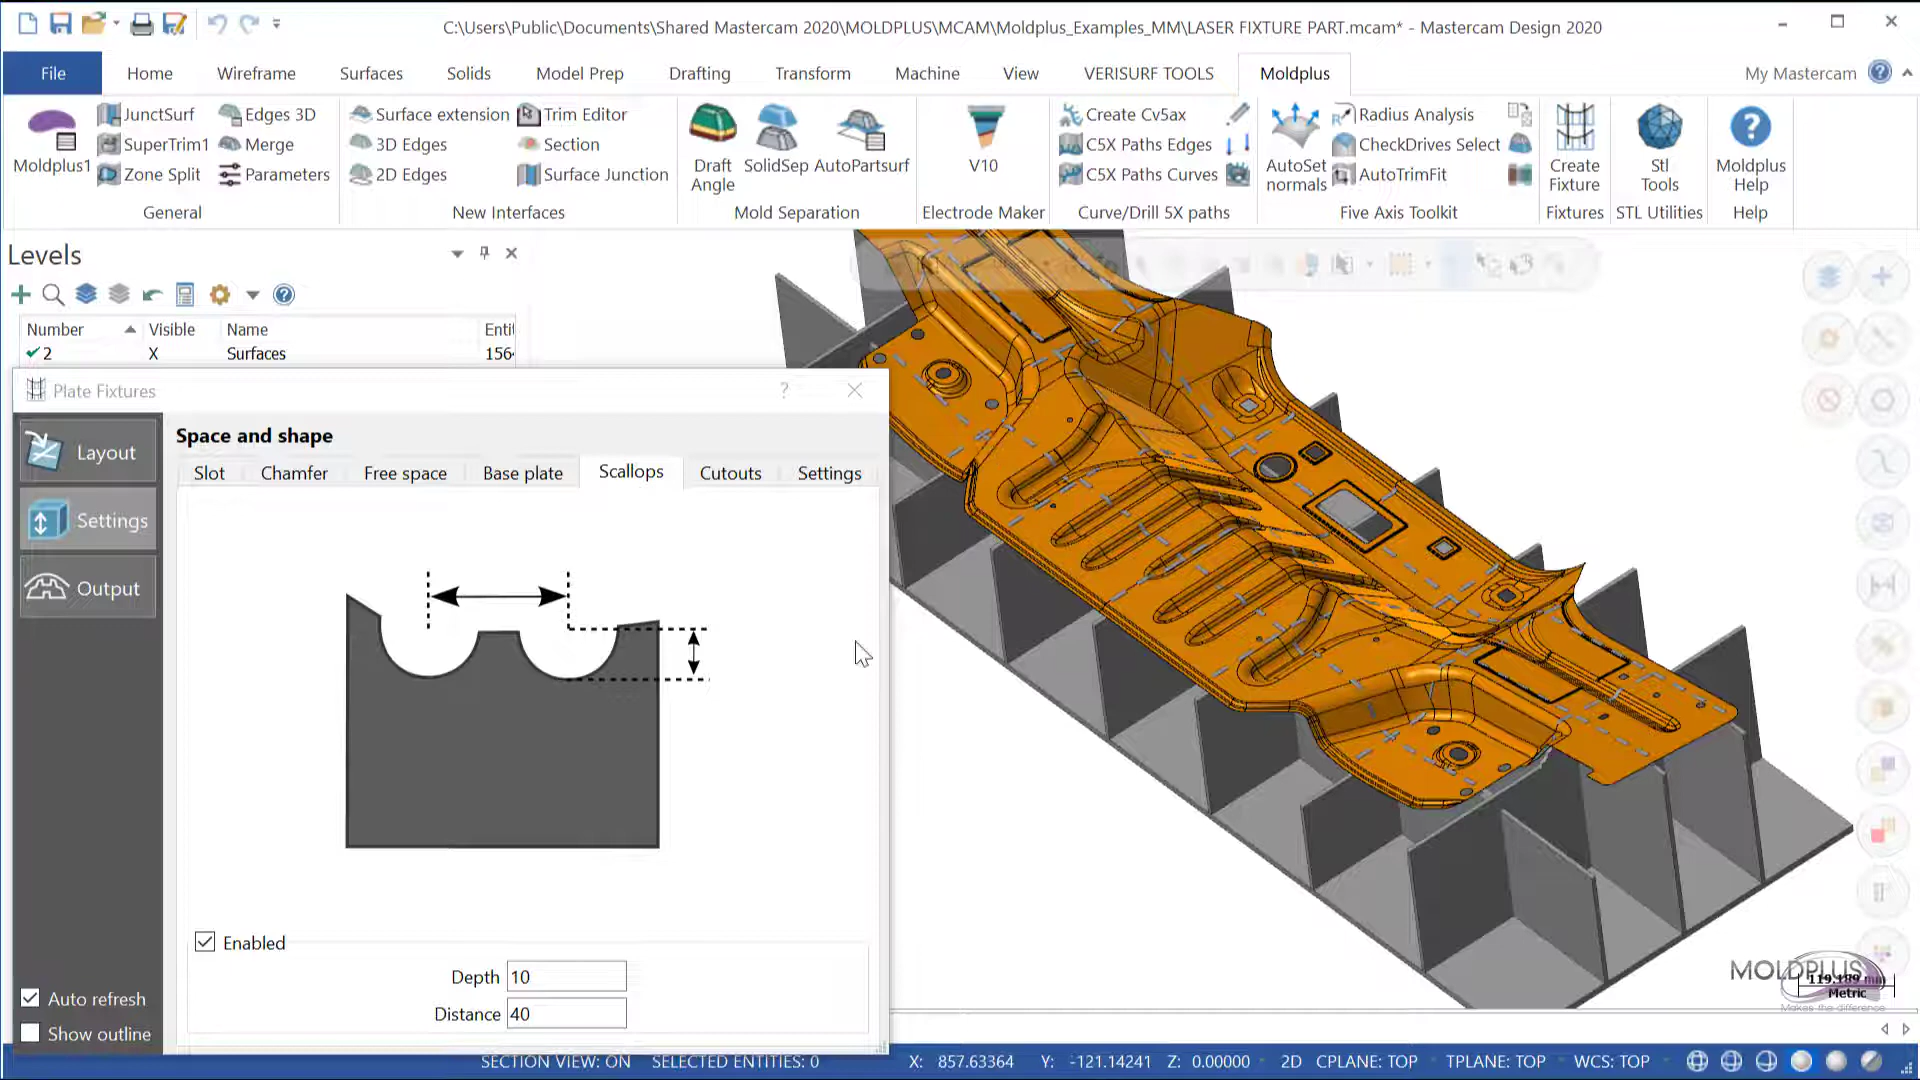 C:\Users\Public\Documents\Shared Mastercam 2020\MOLDPLUS\MCAM\Moldplus_Examples_MM\LASER FIXTURE PART.mcam* - Mastercam Design 2020
File Home Wireframe Surfaces Solids Model Prep Drafting Transform Machine View VERISURF TOOLS Moldplus My Mastercam
Moldplus1
JunctSurf
SuperTrim1
Zone Split
Edges 3D
Merge
Parameters
General
Surface extension
3D Edges
2D Edges
Trim Editor
Section
Surface Junction
New Interfaces
Draft Angle
SolidSep
AutoPartsurf
Mold Separation
V10
Electrode Maker
Create Cv5ax
C5X Paths Edges
C5X Paths Curves
Curve/Drill 5X paths
AutoSet normals
Radius Analysis
CheckDrives Select
AutoTrimFit
Five Axis Toolkit
Create Fixture
Fixtures
Stl Tools
STL Utilities
Moldplus Help
Help
Levels
Number Visible Name Entit
2 X Surfaces 156
Plate Fixtures
Layout
Settings
Output
Auto refresh
Show outline
Space and shape
Slot Chamfer Free space Base plate Scallops Cutouts Settings
Enabled
Depth 10
Distance 40
MOLDPLUS
119.189 mm
Metric
Makes the difference
SECTION VIEW: ON SELECTED ENTITIES: 0 X: 857.63364 Y: -121.14241 Z: 0.00000 2D CPLANE: TOP TPLANE: TOP WCS: TOP